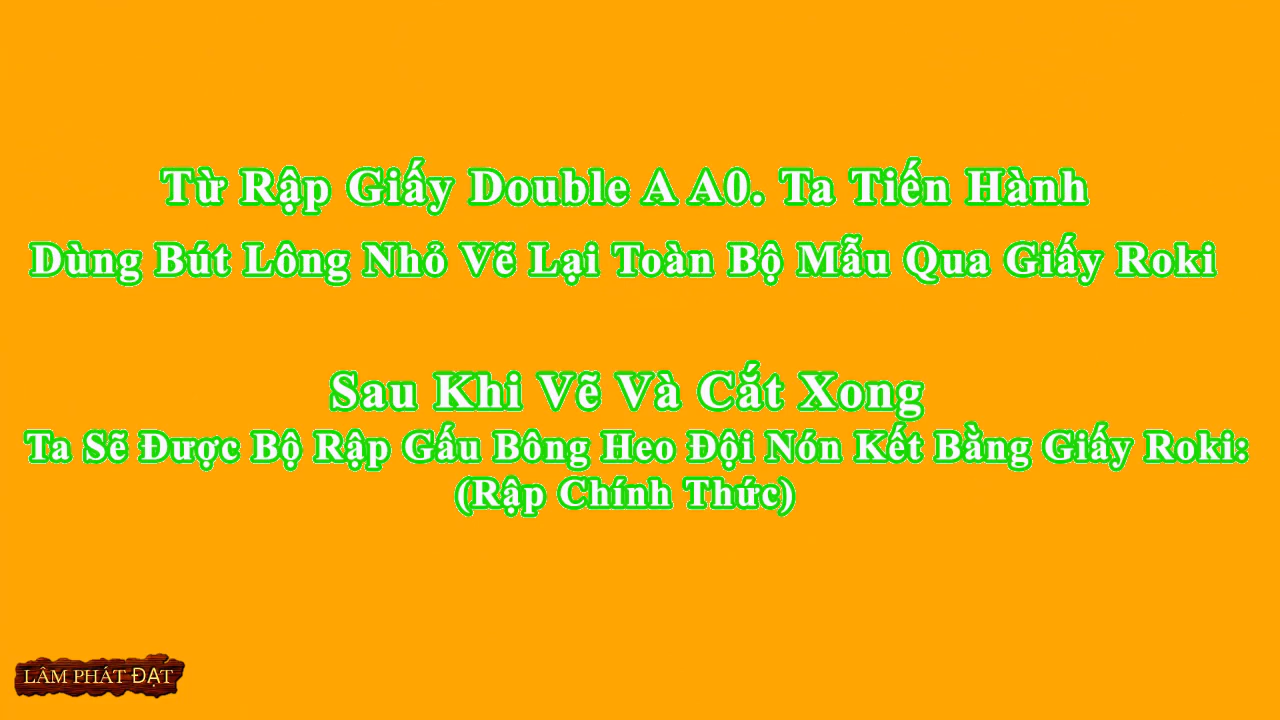 Từ Rập Giấy Double A A0. Ta Tiến Hành
Dùng Bút Lông Nhỏ Vẽ Lại Toàn Bộ Mẫu Qua Giấy Roki
Sau Khi Vẽ Và Cắt Xong
Ta Sẽ Được Bộ Rập Gấu Bông Heo Đội Nón Kết Bằng Giấy Roki:
(Rập Chính Thức)
LÂM PHÁT ĐẠT